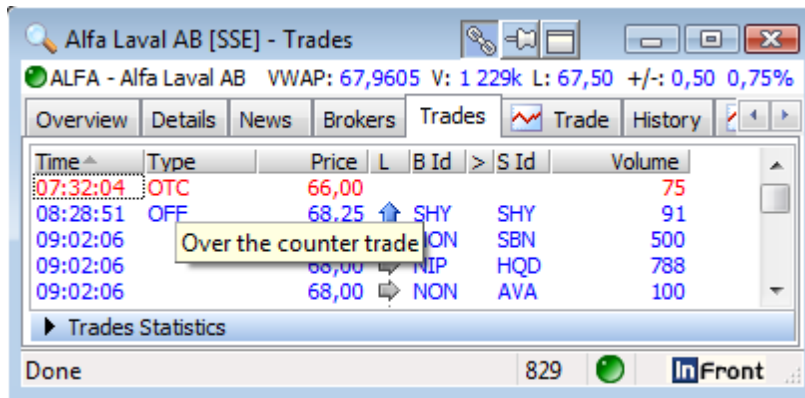 Alfa Laval AB [SSE] - Trades
ALFA - Alfa Laval AB VWAP: 67,9605 V: 1 229k L: 67,50 +/-: 0,50 0,75%
Overview Details News Brokers Trades Trade History
Time Type Price L B Id > S Id Volume
07:32:04 OTC 66,00 75
08:28:51 OFF 68,25 SHY SHY 91
09:02:06 SBN 500
Over the counter trade
09:02:06 68,00 NIP HQD 788
09:02:06 68,00 NON AVA 100
Trades Statistics
Done 829 InFront